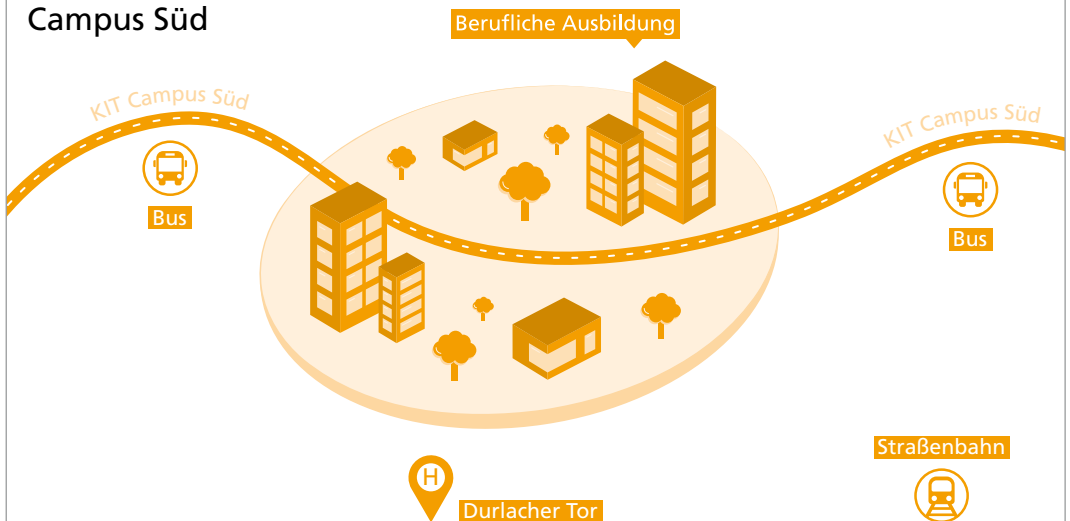 Campus Süd
Berufliche Ausbildung
KIT Campus Süd
KIT Campus Süd
Bus
Bus
Straßenbahn
H
Durlacher Tor